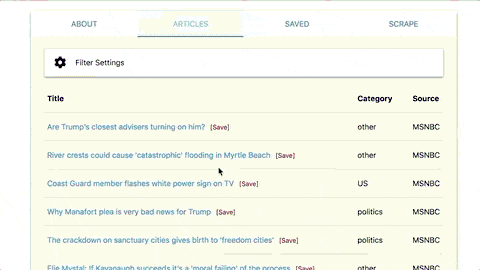 ABOUT ARTICLES SAVED SCRAPE
Filter Settings
Title Category Source
Are Trump's closest advisers turning on him? [Save] other MSNBC
River crests could cause 'catastrophic' flooding in Myrtle Beach [Save] other MSNBC
Coast Guard member flashes white power sign on TV [Save] US MSNBC
Why Manafort plea is very bad news for Trump [Save] politics MSNBC
The crackdown on sanctuary cities gives birth to 'freedom cities' [Save] politics MSNBC
Elie Mystal: If Kavanaugh succeeds it's a 'moral failing' of the process [Save] other MSNBC